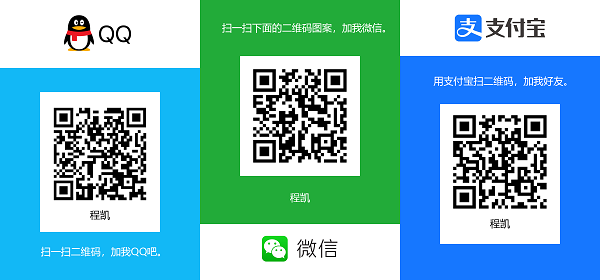 QQ
程凯
扫一扫二维码，加我QQ吧。
扫一扫下面的二维码图案，加我微信。
程凯
微信
支付宝
用支付宝扫二维码，加我好友。
程凯